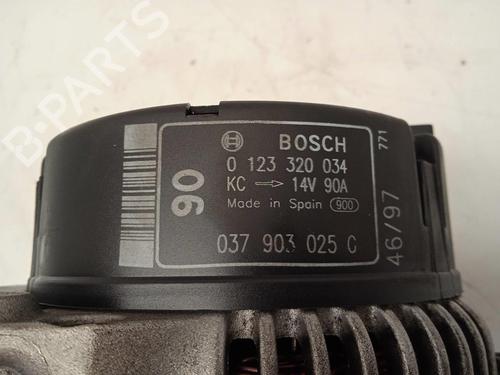 B-PARTS
90
BOSCH
0 123 320 034
KC → 14V 90A
Made in Spain 900
037 903 025 C
771
46/97